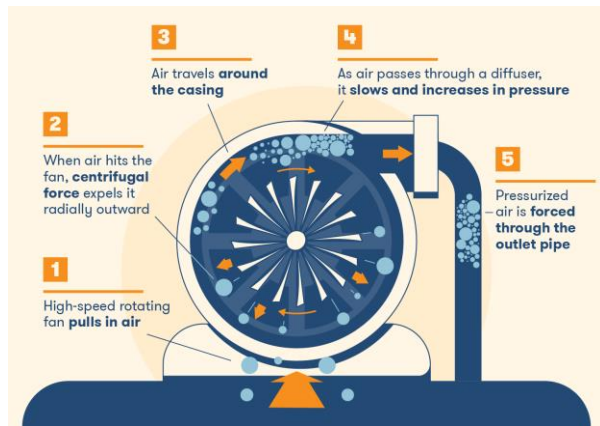 1
High-speed rotating
fan pulls in air
2
When air hits the
fan, centrifugal
force expels it
radially outward
3
Air travels around
the casing
4
As air passes through a diffuser,
it slows and increases in pressure
5
Pressurized
air is forced
through the
outlet pipe